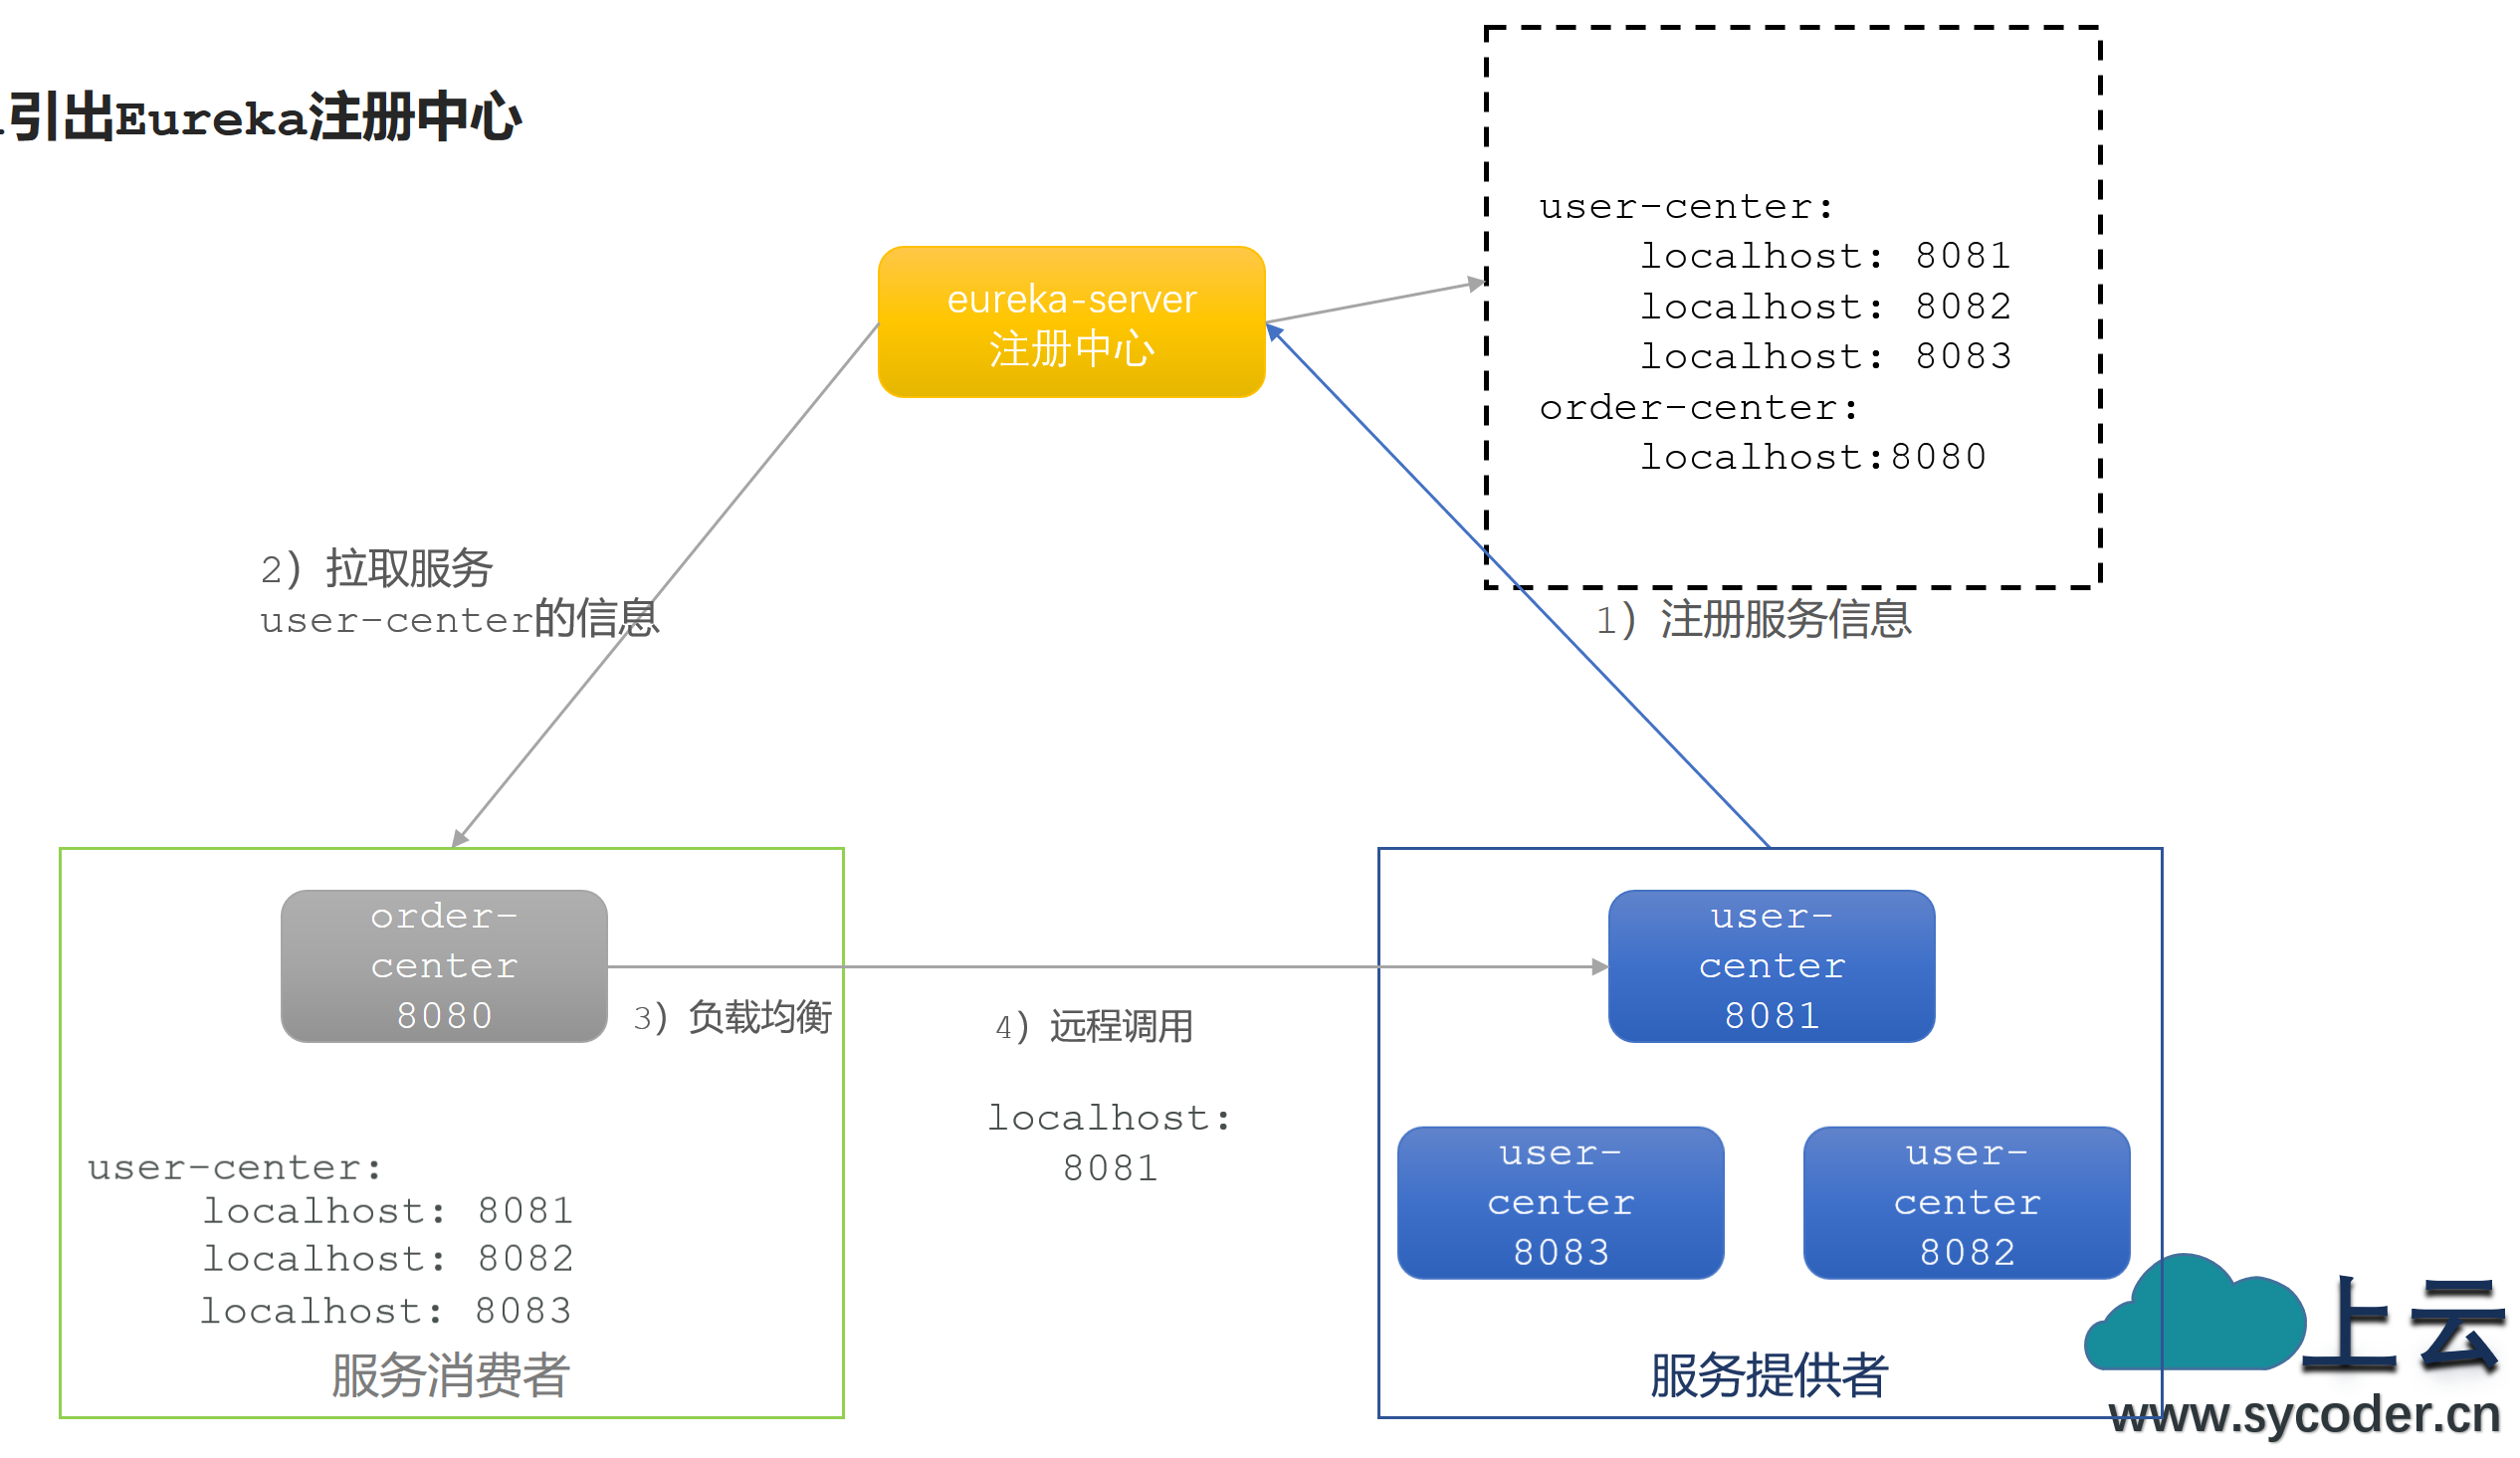 引出Eureka注册中心
user-center:
localhost: 8081
localhost: 8082
localhost: 8083
order-center:
localhost:8080
eureka-server
注册中心
2）拉取服务
user-center的信息
1）注册服务信息
order-
center
8080
3）负载均衡
4）远程调用
localhost:
8081
user-center:
localhost: 8081
localhost: 8082
localhost: 8083
服务消费者
user-
center
8081
user-
center
8083
user-
center
8082
服务提供者
上云
www.sycoder.cn